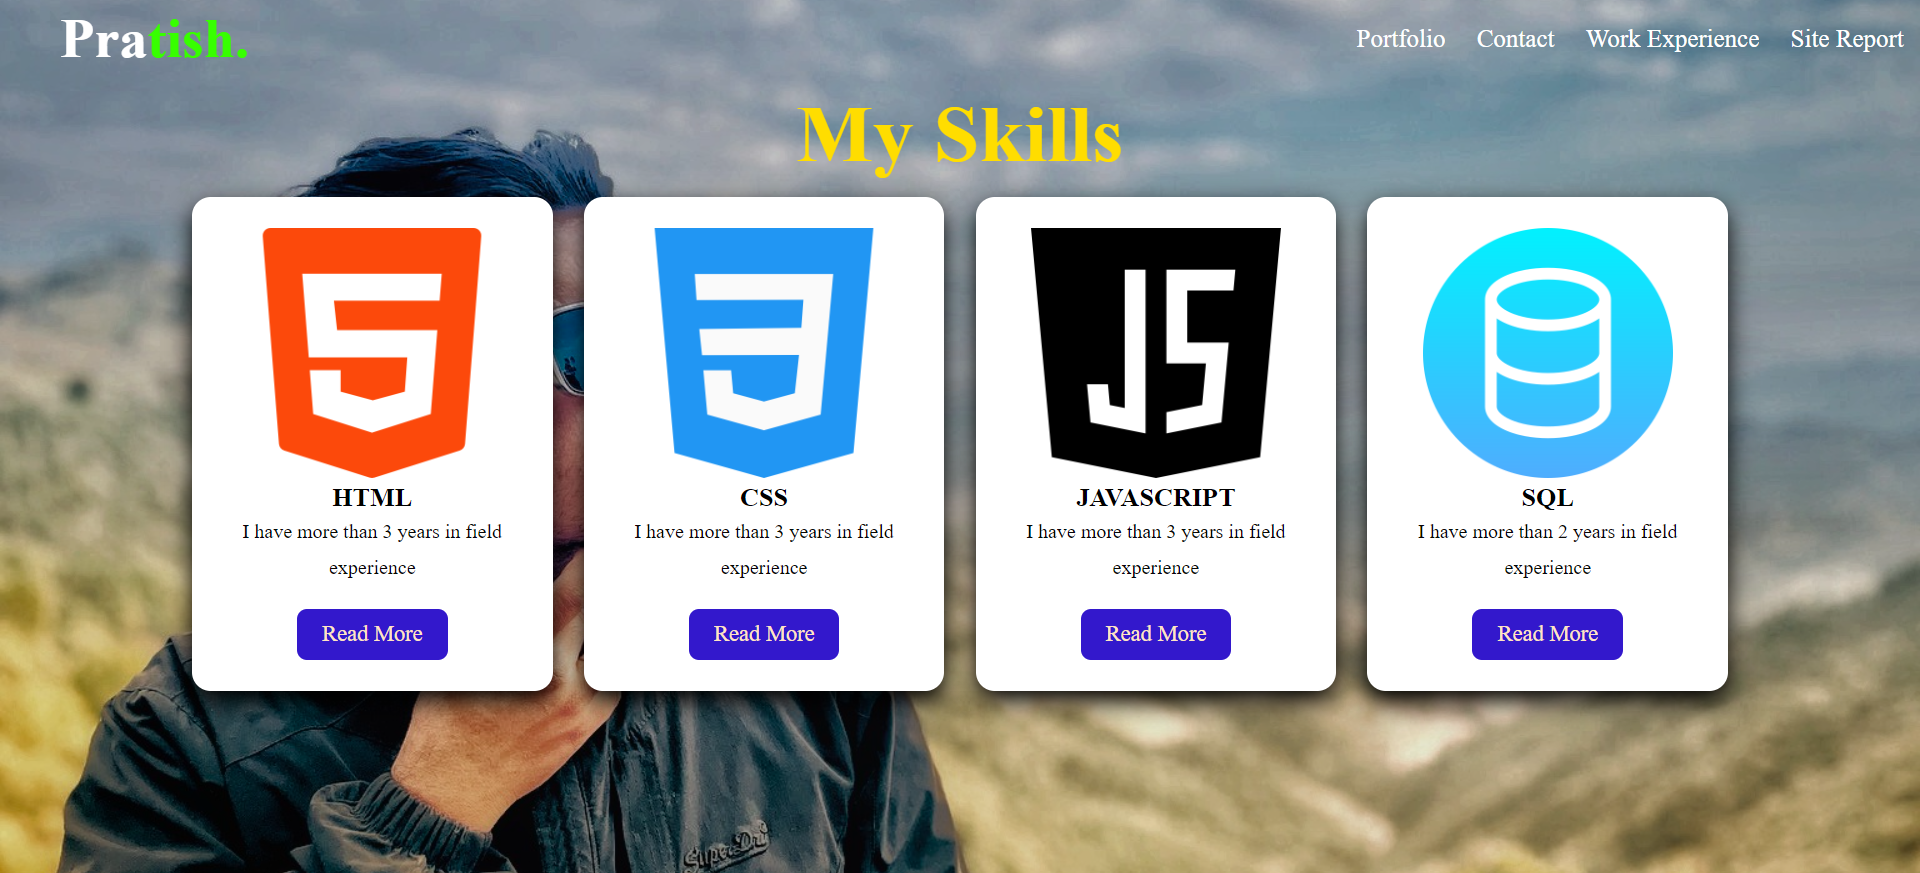 Pratish.
Portfolio Contact Work Experience Site Report
My Skills
HTML
I have more than 3 years in field
experience
Read More
CSS
I have more than 3 years in field
experience
Read More
JAVASCRIPT
I have more than 3 years in field
experience
Read More
SQL
I have more than 2 years in field
experience
Read More
JS
SuperDry